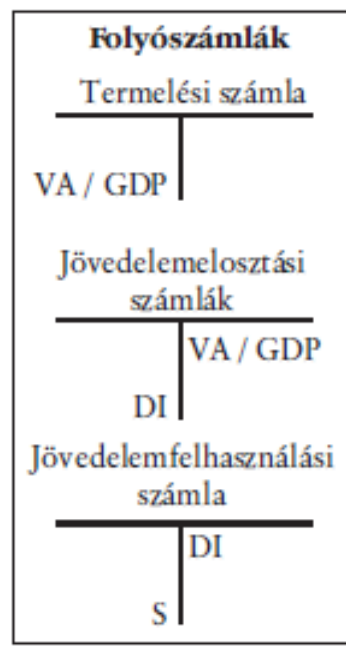 Folyószámlák
Termelési számla
VA / GDP
Jövedelemelosztási
számlák
VA / GDP
DI
Jövedelemfelhasználási
számla
DI
S